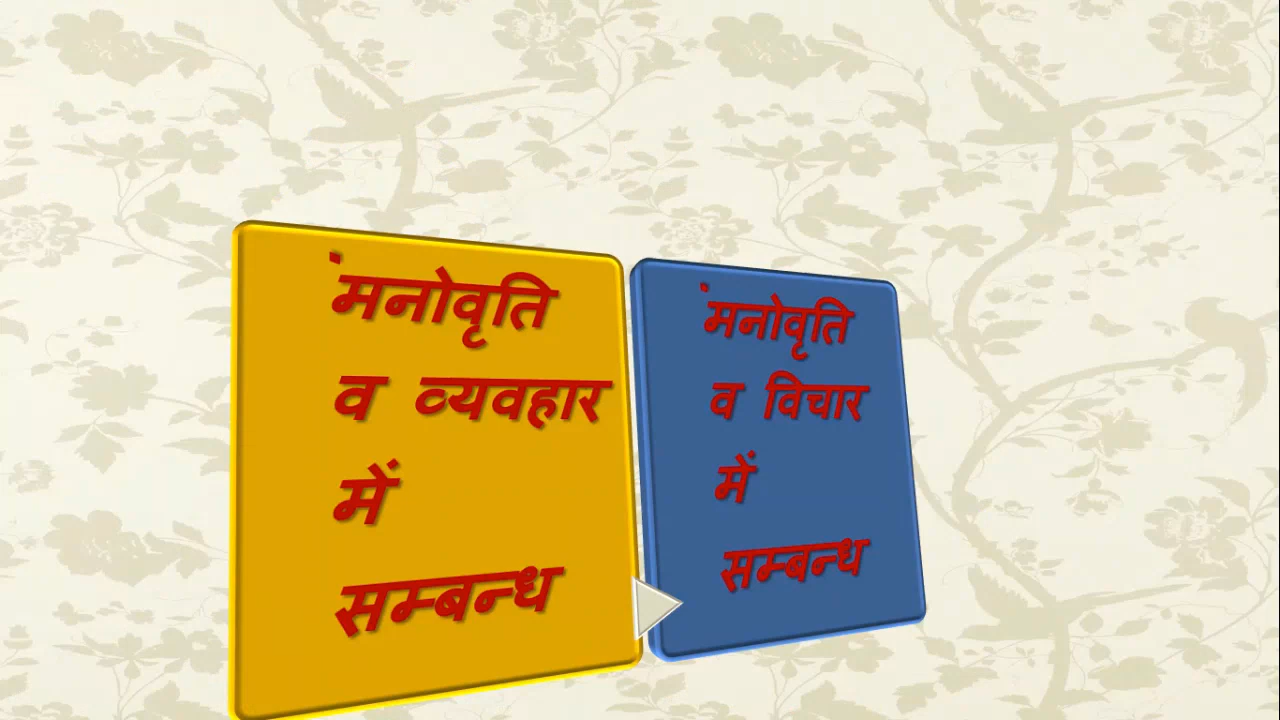 मनोवृति
व व्यवहार
में
सम्बन्ध
मनोवृति
व विचार
में
सम्बन्ध